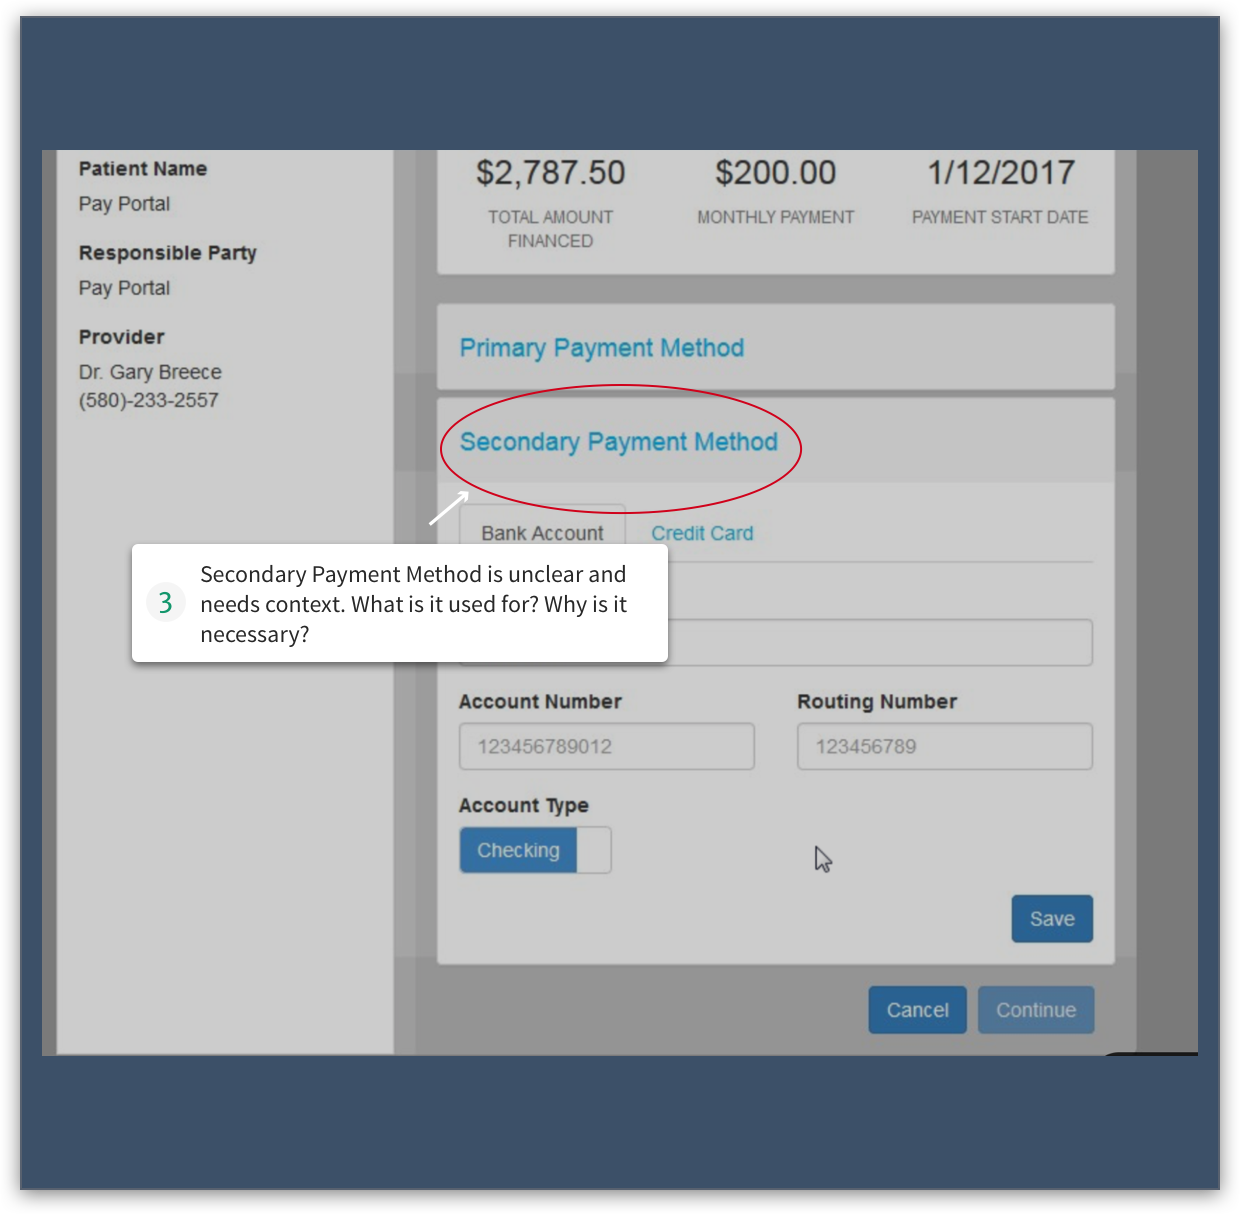 Patient Name
Pay Portal
Responsible Party
Pay Portal
Provider
Dr. Gary Breece
(580)-233-2557
$2,787.50
TOTAL AMOUNT
FINANCED
$200.00
MONTHLY PAYMENT
1/12/2017
PAYMENT START DATE
Primary Payment Method
Secondary Payment Method
Bank Account
Credit Card
3
Secondary Payment Method is unclear and
needs context. What is it used for? Why is it
necessary?
Account Number
Routing Number
123456789012
123456789
Account Type
Checking
Save
Cancel
Continue